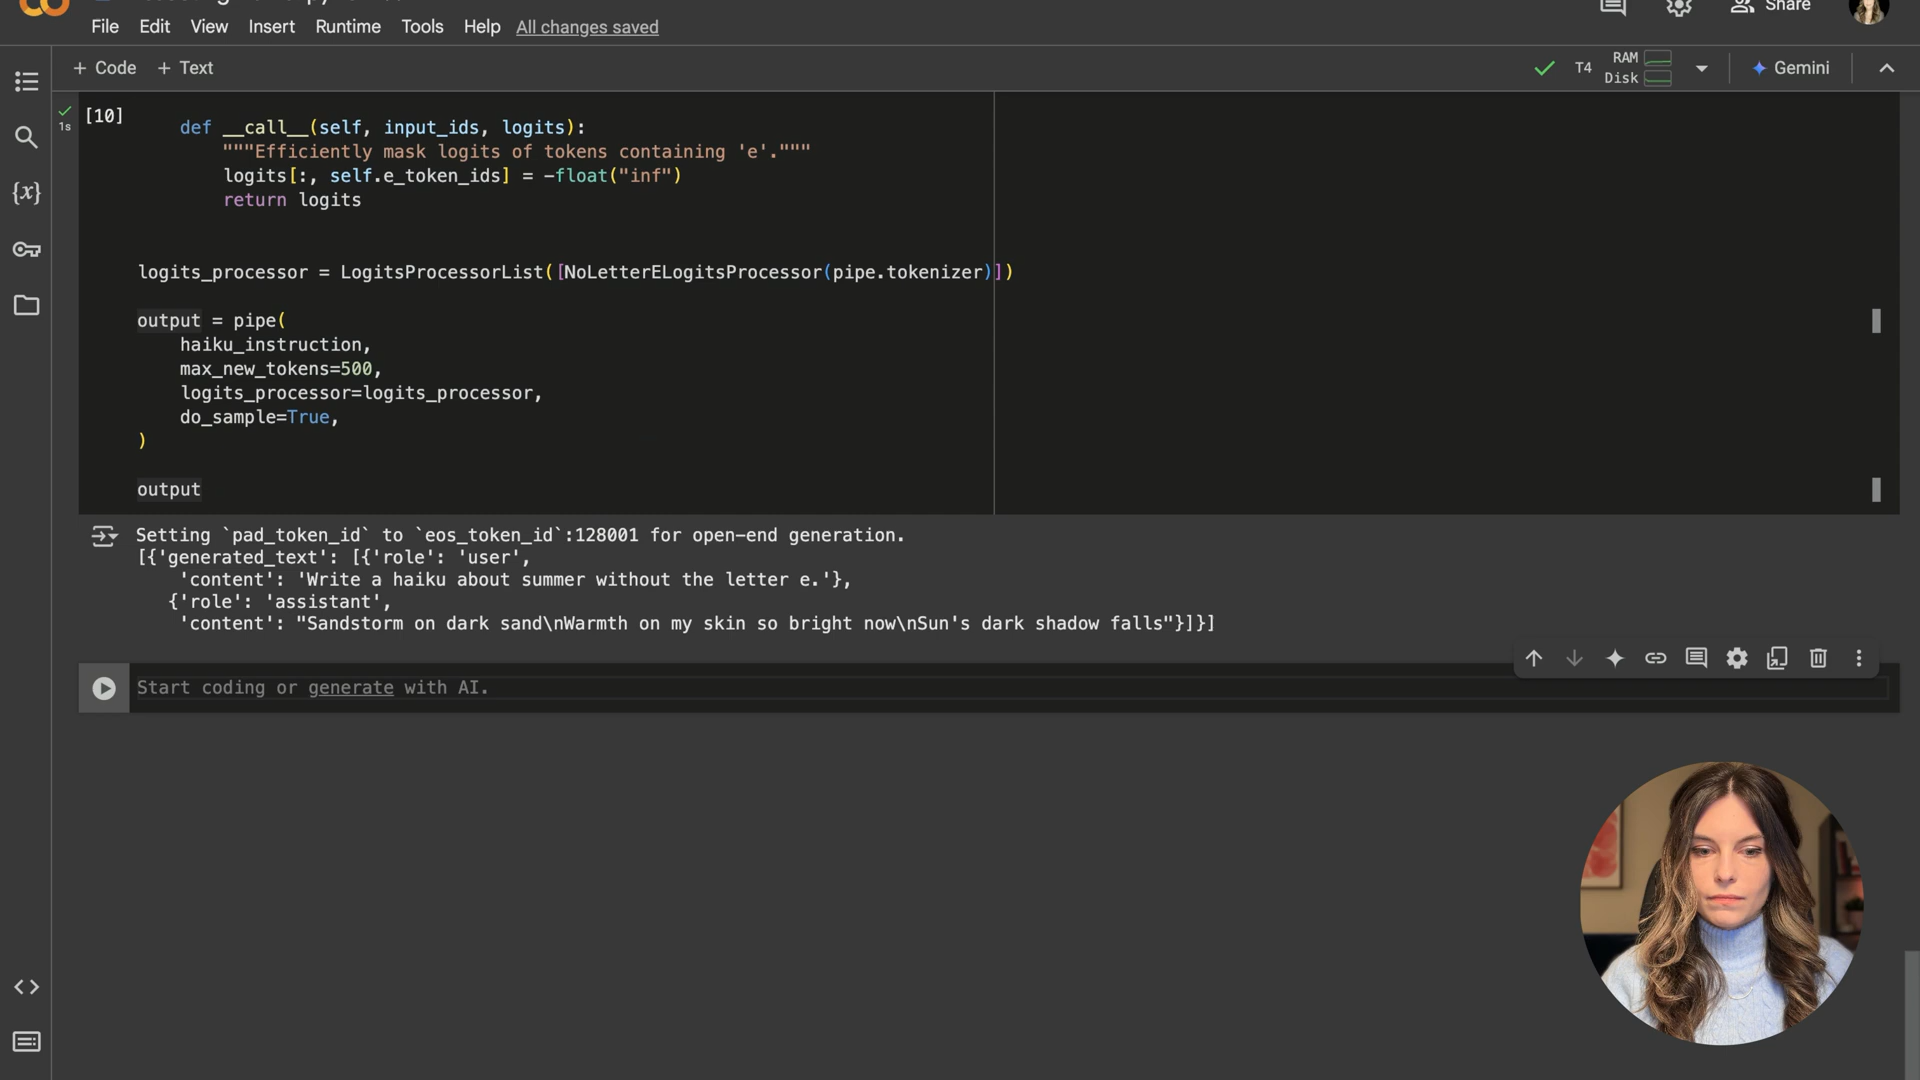 File Edit View Insert Runtime Tools Help All changes saved
Share
+ Code + Text
T4 RAM Disk Gemini
[10]
1s
def __call__(self, input_ids, logits):
"""Efficiently mask logits of tokens containing 'e'."""
logits[:, self.e_token_ids] = -float("inf")
return logits
logits_processor = LogitsProcessorList([NoLetterELogitsProcessor(pipe.tokenizer)])
output = pipe(
haiku_instruction,
max_new_tokens=500,
logits_processor=logits_processor,
do_sample=True,
)
output
Setting `pad_token_id` to `eos_token_id`:128001 for open-end generation.
[{'generated_text': [{'role': 'user',
'content': 'Write a haiku about summer without the letter e.'},
{'role': 'assistant',
'content': "Sandstorm on dark sand\nWarmth on my skin so bright now\nSun's dark shadow falls"}]}]
Start coding or generate with AI.